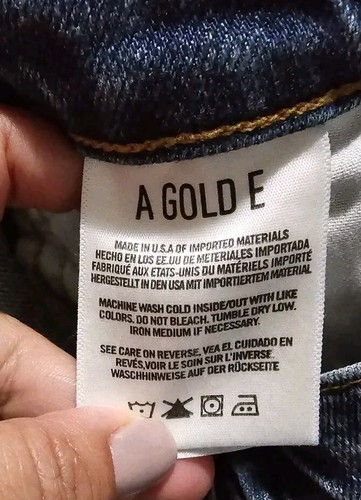 A GOLD E
MADE IN U.S.A OF IMPORTED MATERIALS
HECHO EN LOS EE.UU DE METERIALES IMPORTADA
FABRIQUÉ AUX ETATS-UNIS DU MATÉRIELS IMPORTÉ
HERGESTELLT IN DEN USA MIT IMPORTIERTEM MATERIAL
MACHINE WASH COLD INSIDE/OUT WITH LIKE
COLORS. DO NOT BLEACH. TUMBLE DRY LOW.
IRON MEDIUM IF NECESSARY.
SEE CARE ON REVERSE. VEA EL CUIDADO EN
REVÉS.VOIR LE SOIN SUR L'INVERSE.
WASCHHINWEISE AUF DER RÜCKSEITE